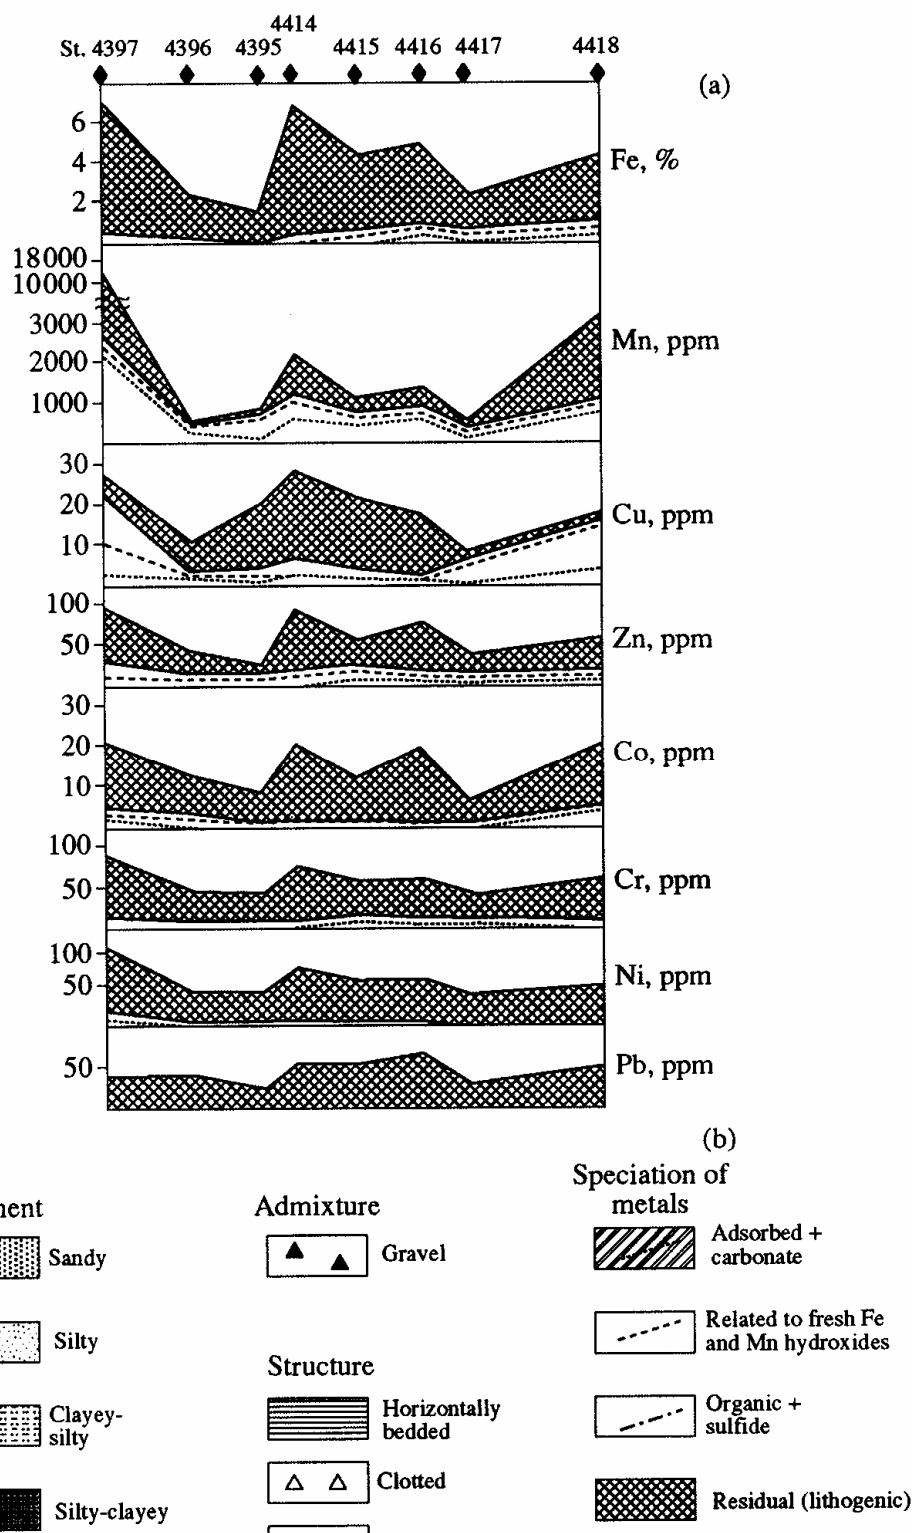 4414
St. 4397 4396 4395 4415 4416 4417 4418
(a)
6
4
2
Fe, %
18000
10000
3000
2000
1000
Mn, ppm
30
20
10
Cu, ppm
100
50
Zn, ppm
30
20
10
Co, ppm
100
50
Cr, ppm
100
50
Ni, ppm
50
Pb, ppm
(b)
nent
Sandy
Silty
Clayey-
silty
Silty-clayey
Admixture
Gravel
Structure
Horizontally
bedded
Clotted
Speciation of
metals
Adsorbed +
carbonate
Related to fresh Fe
and Mn hydroxides
Organic +
sulfide
Residual (lithogenic)